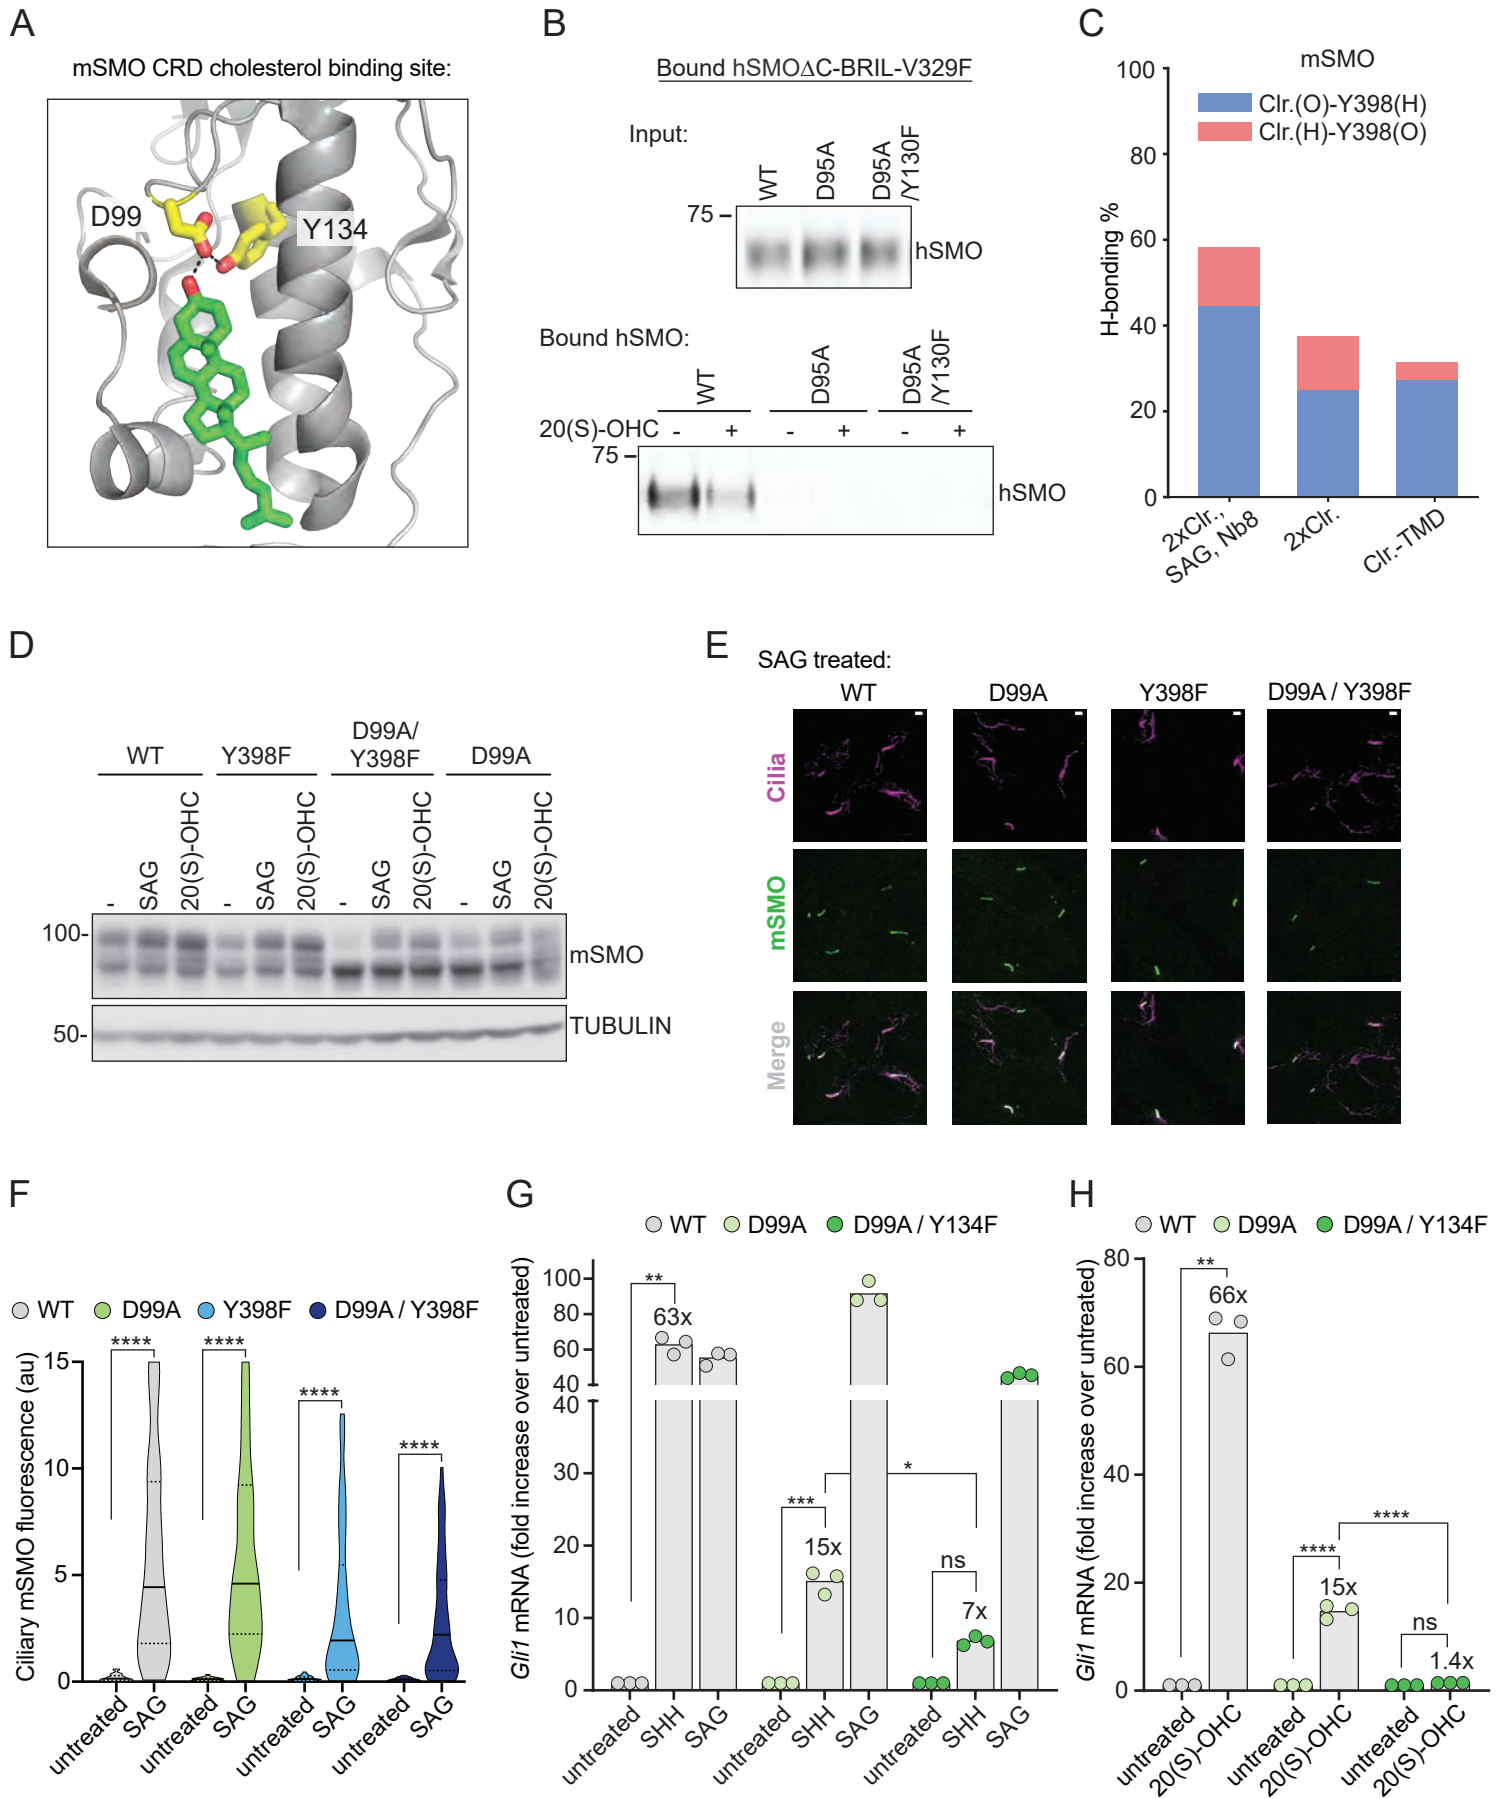 A
mSMO CRD cholesterol binding site:
D99
Y134
B
Bound hSMOΔC-BRIL-V329F
Input:
WT
D95A
D95A
/Y130F
75
hSMO
Bound hSMO:
WT
D95A
D95A
/Y130F
20(S)-OHC - + - + - +
75
hSMO
C
mSMO
Clr.(O)-Y398(H)
Clr.(H)-Y398(O)
H-bonding %
100
80
60
40
20
0
2xClr.,
SAG, Nb8
2xClr.
Clr.-TMD
D
WT
Y398F
D99A/
Y398F
D99A
- SAG 20(S)-OHC - SAG 20(S)-OHC - SAG 20(S)-OHC - SAG 20(S)-OHC
100-
mSMO
50-
TUBULIN
E
SAG treated:
WT D99A Y398F D99A / Y398F
Cilia
mSMO
Merge
F
WT D99A Y398F D99A / Y398F
Ciliary mSMO fluorescence (au)
15
10
5
0
**** **** **** ****
untreated SAG untreated SAG untreated SAG untreated SAG
G
WT D99A D99A / Y134F
Gli1 mRNA (fold increase over untreated)
100
80
60
40
40
30
20
10
0
**
63x
***
15x
*
ns
7x
untreated SHH SAG untreated SHH SAG untreated SHH SAG
H
WT D99A D99A / Y134F
Gli1 mRNA (fold increase over untreated)
80
60
40
20
0
**
66x
****
15x
****
ns
1.4x
untreated 20(S)-OHC untreated 20(S)-OHC untreated 20(S)-OHC